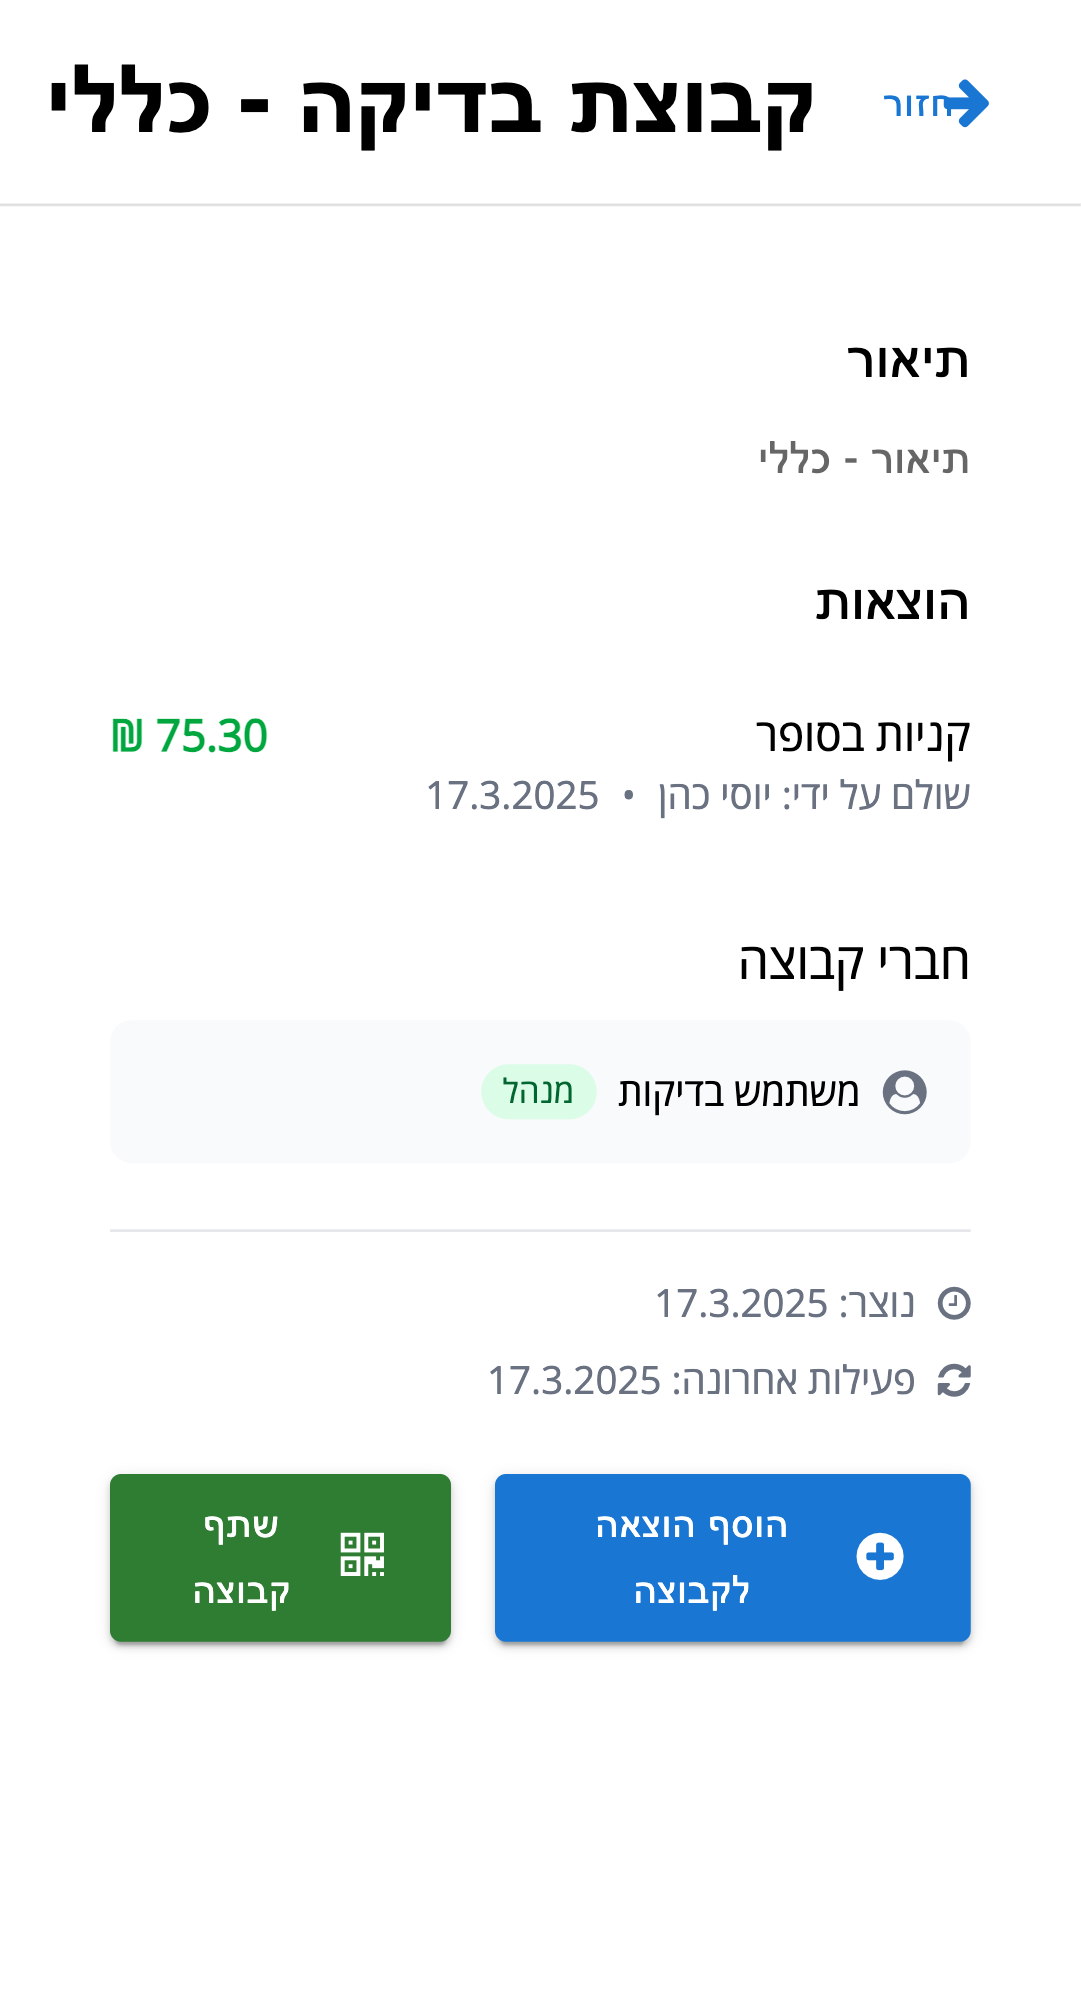 חזור
קבוצת בדיקה - כללי
תיאור
תיאור - כללי
הוצאות
קניות בסופר
75.30 ₪
שולם על ידי: יוסי כהן • 17.3.2025
חברי קבוצה
משתמש בדיקות מנהל
נוצר: 17.3.2025
פעילות אחרונה: 17.3.2025
הוסף הוצאה
לקבוצה
שתף
קבוצה